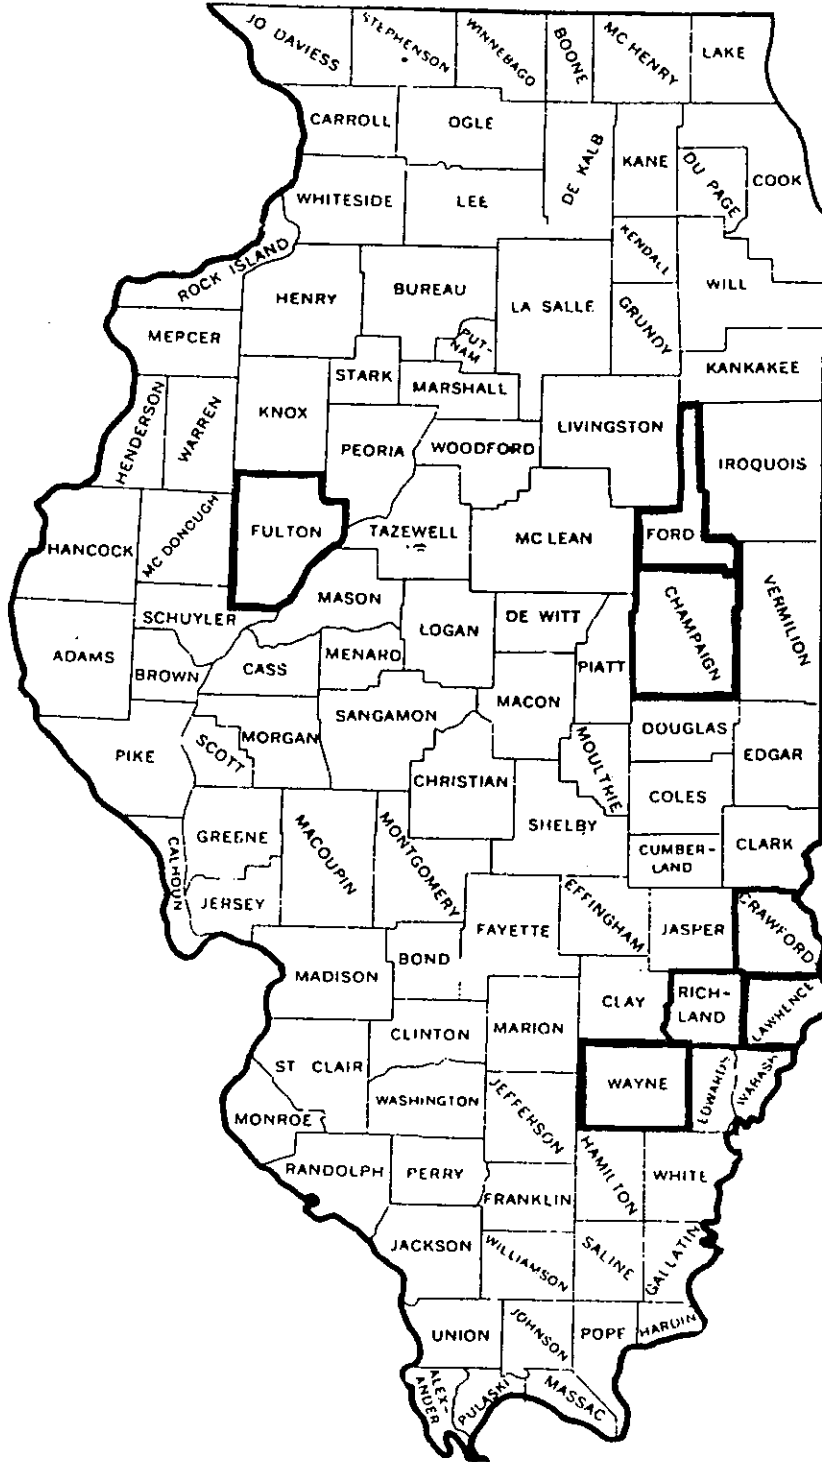 JO DAVIESS
STEPHENSON
WINNEBAGO
BOONE
MC HENRY
LAKE
CARROLL
OGLE
DE KALB
KANE
DU PAGE
COOK
WHITESIDE
LEE
KENDALL
ROCK ISLAND
HENRY
BUREAU
LA SALLE
GRUNDY
WILL
MERCER
PUT-
NAM
STARK
MARSHALL
KANKAKEE
HENDERSON
WARREN
KNOX
PEORIA
WOODFORD
LIVINGSTON
IROQUOIS
HANCOCK
MC DONOUGH
FULTON
TAZEWELL
MC LEAN
FORD
SCHUYLER
MASON
LOGAN
DE WITT
CHAMPAIGN
VERMILION
ADAMS
BROWN
CASS
MENARD
PIATT
MACON
PIKE
SCOTT
MORGAN
SANGAMON
DOUGLAS
EDGAR
CHRISTIAN
MOULTRIE
COLES
CALHOUN
GREENE
MACOUPIN
MONTGOMERY
SHELBY
CUMBER-
LAND
CLARK
JERSEY
FAYETTE
EFFINGHAM
JASPER
CRAWFORD
MADISON
BOND
CLAY
RICH-
LAND
LAWRENCE
ST CLAIR
CLINTON
MARION
WAYNE
EDWARDS
WABASH
MONROE
WASHINGTON
JEFFERSON
RANDOLPH
PERRY
HAMILTON
WHITE
FRANKLIN
JACKSON
WILLIAMSON
SALINE
GALLATIN
UNION
JOHNSON
POPE
HARDIN
ALEX-
ANDER
PULASKI
MASSAC